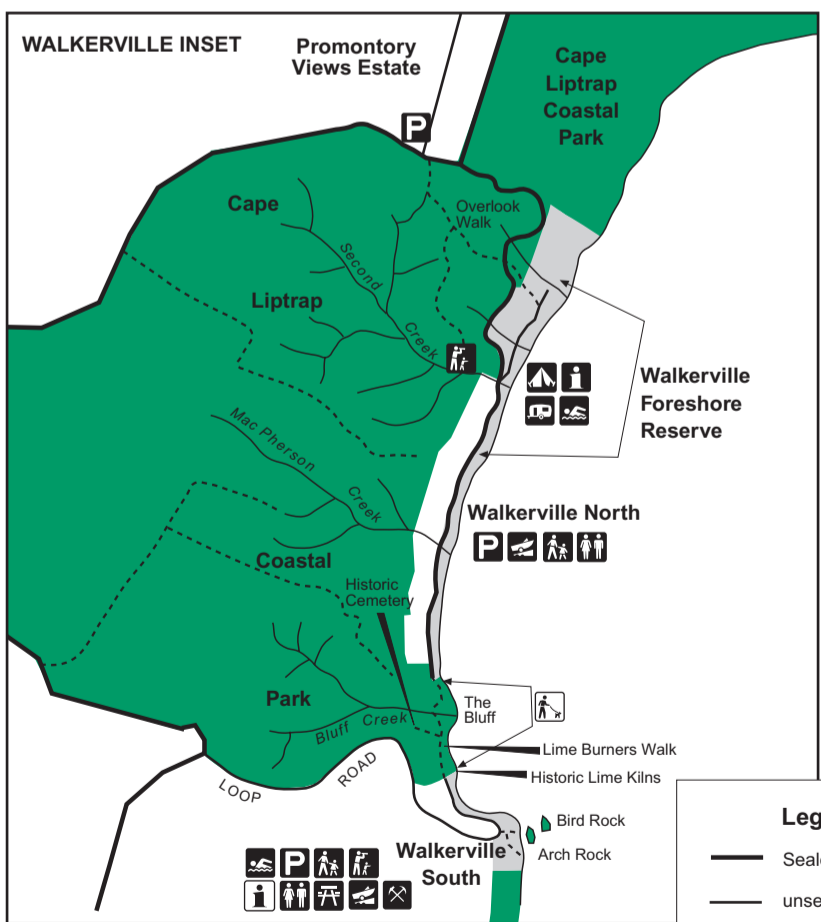 WALKERVILLE INSET
Promontory
Views Estate
Cape
Liptrap
Coastal
Park
P
Cape
Overlook
Walk
Second
Creek
Liptrap
Walkerville
Foreshore
Reserve
Mac Pherson
Creek
Walkerville North
P
Coastal
Historic
Cemetery
Park
Bluff Creek
The
Bluff
Lime Burners Walk
Historic Lime Kilns
LOOP ROAD
Bird Rock
Arch Rock
Walkerville
South
P
Leg
Seale
unse